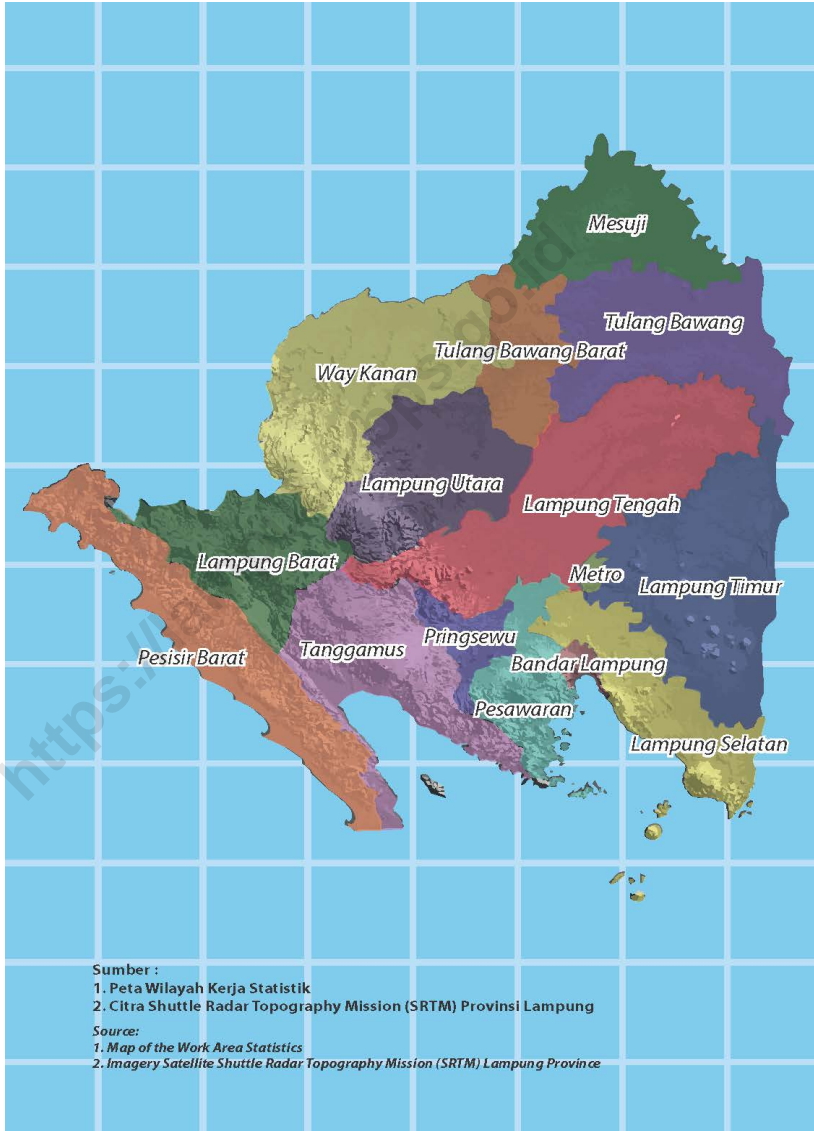 Mesuji
Tulang Bawang
Tulang Bawang Barat
Way Kanan
Lampung Utara
Lampung Tengah
Lampung Barat
Metro
Lampung Timur
Pringsewu
Tanggamus
Pesisir Barat
Bandar Lampung
Pesawaran
Lampung Selatan
Sumber :
1. Peta Wilayah Kerja Statistik
2. Citra Shuttle Radar Topography Mission (SRTM) Provinsi Lampung
Source:
1. Map of the Work Area Statistics
2. Imagery Satellite Shuttle Radar Topography Mission (SRTM) Lampung Province